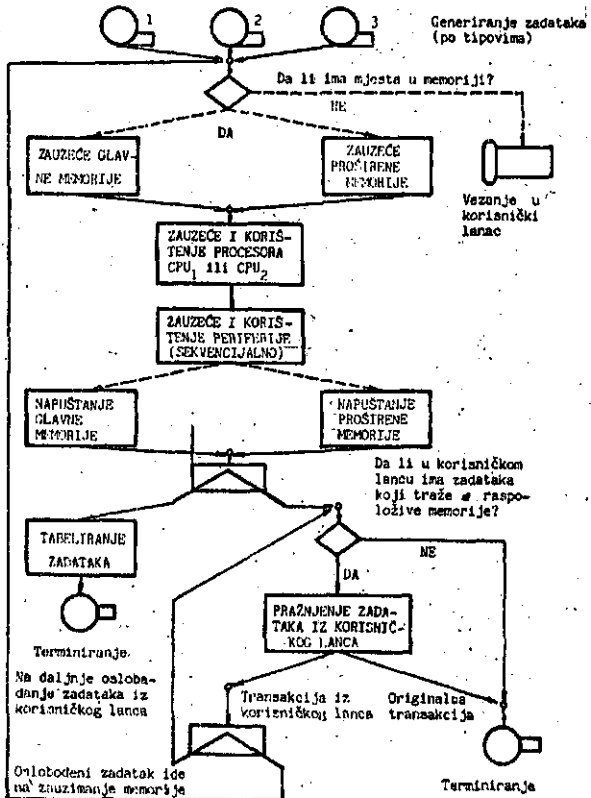 1
2
3
Generiranje zadataka
(po tipovima)
Da li ima mjesta u memoriji?
NE
DA
ZAUZEĆE GLAV-
NE MEMORIJE
ZAUZEĆE
PROŠIRENE
MEMORIJE
Vezanje u
korisnički
lanac
ZAUZEĆE I KORIŠ-
TENJE PROCESORA
CPU1 ili CPU2
ZAUZEĆE I KORIŠ-
TENJE PERIFERIJE
(SEKVENCIJALNO)
NAPUŠTANJE
GLAVNE
MEMORIJE
NAPUŠTANJE
PROŠIRENE
MEMORIJE
Da li u korisničkom
lancu ima zadataka
koji traže raspo-
ložive memorije?
TABELIRANJE
ZADATAKA
NE
DA
PRAŽNJENJE ZADA-
TAKA IZ KORISNIČ-
KOG LANCA
Terminiranje
Na daljnje osloba-
danje zadataka iz
korisničkog lanca
Transakcija iz
korisničkog lanca
Originalna
transakcija
Oslobođeni zadatak ide
na zauzimanje memorije
Terminiranje